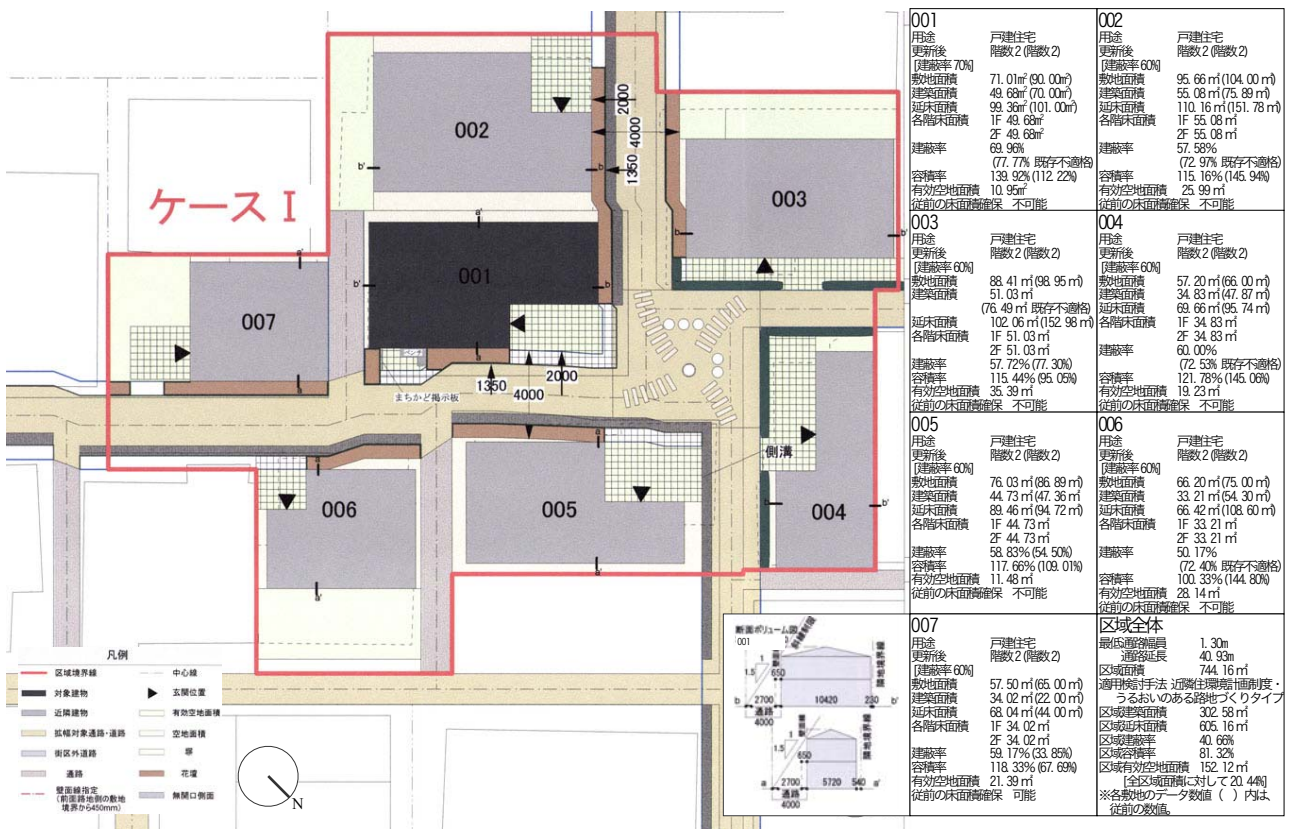 ケースⅠ
002
003
001
007
006
005
004
2000
4000
1350
1350
2000
4000
ベンチ
まちかど掲示板
側溝
a
a'
b
b'
凡例
区域境界線
中心線
対象建物
玄関位置
近隣建物
有効空地面積
拡幅対象通路・道路
空地面積
街区外道路
塀
通路
花壇
壁面線指定
(前面路地側の敷地
境界から450mm)
無開口側面
N
001
用途 戸建住宅
更新後 階数2(階数2)
[建蔽率70%]
敷地面積 71.01㎡(90.00㎡)
建築面積 49.68㎡(70.00㎡)
延床面積 99.36㎡(101.00㎡)
各階床面積 1F 49.68㎡
2F 49.68㎡
建蔽率 69.96%
(77.77% 既存不適格)
容積率 139.92%(112.22%)
有効空地面積 10.95㎡
従前の床面積確保 不可能
002
用途 戸建住宅
更新後 階数2(階数2)
[建蔽率60%]
敷地面積 95.66㎡(104.00㎡)
建築面積 55.08㎡(75.89㎡)
延床面積 110.16㎡(151.78㎡)
各階床面積 1F 55.08㎡
2F 55.08㎡
建蔽率 57.58%
(72.97% 既存不適格)
容積率 115.16%(145.94%)
有効空地面積 25.99㎡
従前の床面積確保 不可能
003
用途 戸建住宅
更新後 階数2(階数2)
[建蔽率60%]
敷地面積 88.41㎡(98.95㎡)
建築面積 51.03㎡
(76.49㎡ 既存不適格)
延床面積 102.06㎡(152.98㎡)
各階床面積 1F 51.03㎡
2F 51.03㎡
建蔽率 57.72%(77.30%)
容積率 115.44%(95.05%)
有効空地面積 35.39㎡
従前の床面積確保 不可能
004
用途 戸建住宅
更新後 階数2(階数2)
[建蔽率60%]
敷地面積 57.20㎡(66.00㎡)
建築面積 34.83㎡(47.87㎡)
延床面積 69.66㎡(95.74㎡)
各階床面積 1F 34.83㎡
2F 34.83㎡
建蔽率 60.00%
(72.53% 既存不適格)
容積率 121.78%(145.06%)
有効空地面積 19.23㎡
従前の床面積確保 不可能
005
用途 戸建住宅
更新後 階数2(階数2)
[建蔽率60%]
敷地面積 76.03㎡(86.89㎡)
建築面積 44.73㎡(47.36㎡)
延床面積 89.46㎡(94.72㎡)
各階床面積 1F 44.73㎡
2F 44.73㎡
建蔽率 58.83%(54.50%)
容積率 117.66%(109.01%)
有効空地面積 11.48㎡
従前の床面積確保 不可能
006
用途 戸建住宅
更新後 階数2(階数2)
[建蔽率60%]
敷地面積 66.20㎡(75.00㎡)
建築面積 33.21㎡(54.30㎡)
延床面積 66.42㎡(108.60㎡)
各階床面積 1F 33.21㎡
2F 33.21㎡
建蔽率 50.17%
(72.40% 既存不適格)
容積率 100.33%(144.80%)
有効空地面積 28.14㎡
従前の床面積確保 不可能
断面ボリューム図
001
斜線制限
壁面線
隣地境界線
1
1.5
650
b 2700 10420 230 b'
通路
4000
壁面線
隣地境界線
1
1.5
650
a 2700 5720 540 a'
通路
4000
007
用途 戸建住宅
更新後 階数2(階数2)
[建蔽率60%]
敷地面積 57.50㎡(65.00㎡)
建築面積 34.02㎡(22.00㎡)
延床面積 68.04㎡(44.00㎡)
各階床面積 1F 34.02㎡
2F 34.02㎡
建蔽率 59.17%(33.85%)
容積率 118.33%(67.69%)
有効空地面積 21.39㎡
従前の床面積確保 可能
区域全体
最低通路幅員 1.30m
通路延長 40.93m
区域面積 744.16㎡
適用検討手法 近隣住環境計画制度・
うるおいのある路地づくりタイプ
区域建築面積 302.58㎡
区域延床面積 605.16㎡
区域建蔽率 40.66%
区域容積率 81.32%
区域有効空地面積 152.12㎡
[全区域面積に対して20.44%]
※各敷地のデータ数値( )内は、
従前の数値。